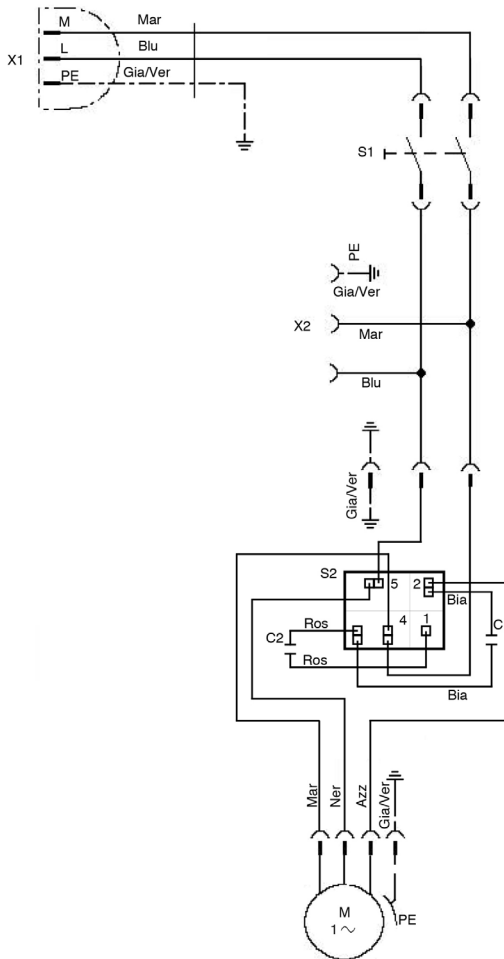 M
Mar
L
Blu
X1
PE
Gia/Ver
S1
PE
Gia/Ver
X2
Mar
Blu
Gia/Ver
S2
5
2
Bia
C
Ros
4
1
C2
Ros
Bia
Mar
Ner
Azz
Gia/Ver
M
1~
PE